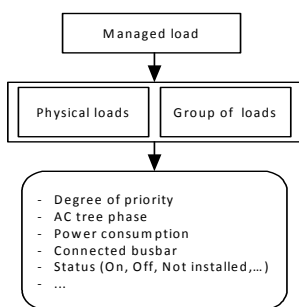 Managed load
Physical loads
Group of loads
- Degree of priority
- AC tree phase
- Power consumption
- Connected busbar
- Status (On, Off, Not installed,...)
- ...